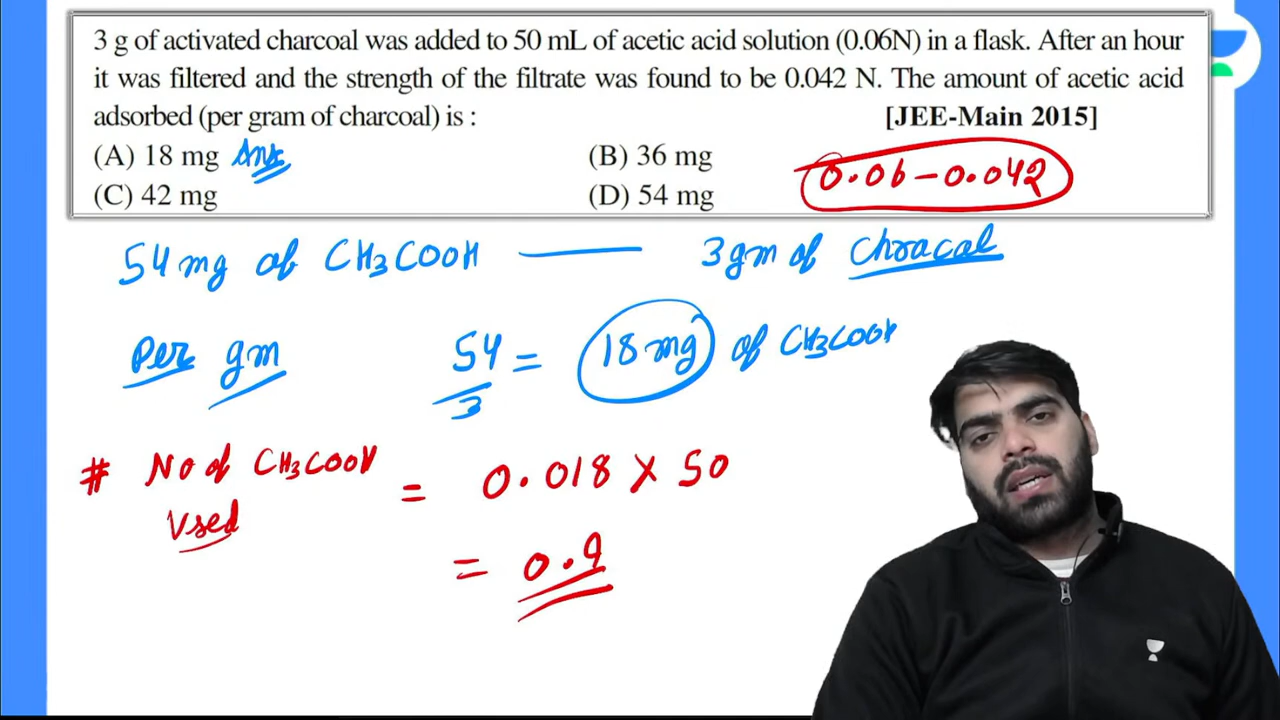 3 g of activated charcoal was added to 50 mL of acetic acid solution (0.06N) in a flask. After an hour
it was filtered and the strength of the filtrate was found to be 0.042 N. The amount of acetic acid
adsorbed (per gram of charcoal) is : [JEE-Main 2015]
(A) 18 mg Ans (B) 36 mg
(C) 42 mg (D) 54 mg
0.06-0.042
54 mg of CH3COOH — 3gm of Chracal
Per gm 54/3 = 18 mg of CH3COOH
# No of CH3COOH Used = 0.018 X 50
= 0.9